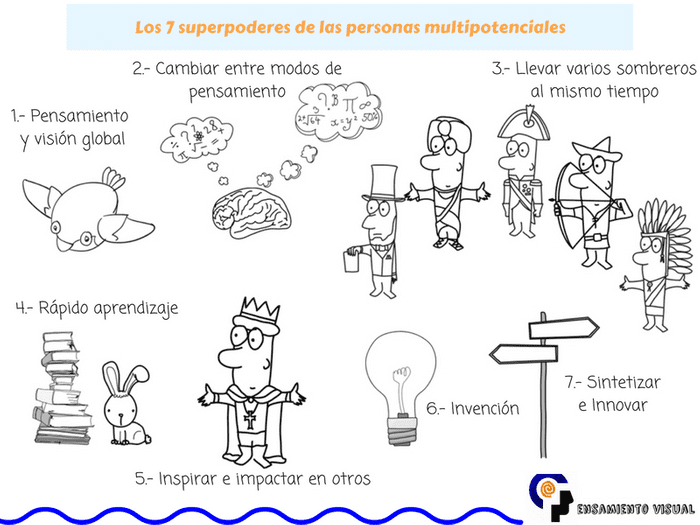 Los 7 superpoderes de las personas multipotenciales
1.- Pensamiento
y visión global
2.- Cambiar entre modos de
pensamiento
3.- Llevar varios sombreros
al mismo tiempo
4.- Rápido aprendizaje
5.- Inspirar e impactar en otros
6.- Invención
7.- Sintetizar
e Innovar
ENSAMIENTO VISUAL